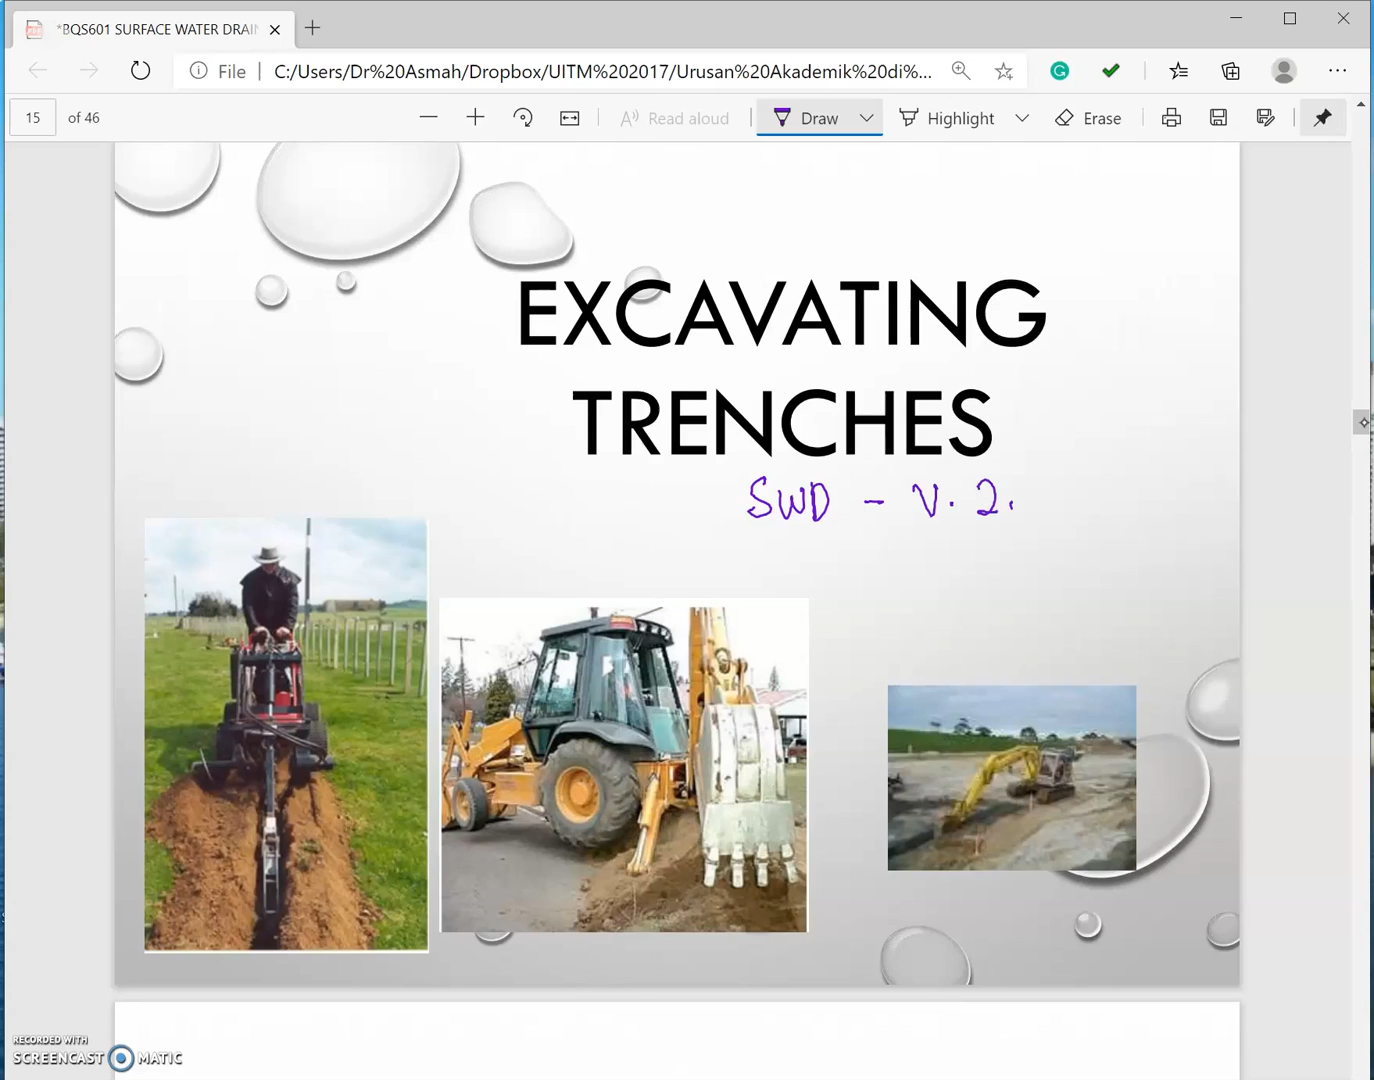 *BQS601 SURFACE WATER DRAIN
File
C:/Users/Dr%20Asmah/Dropbox/UITM%202017/Urusan%20Akademik%20di%...
15 of 46
Read aloud
Draw
Highlight
Erase
EXCAVATING
TRENCHES
SWD - V. 2.
RECORDED WITH
SCREENCAST MATIC